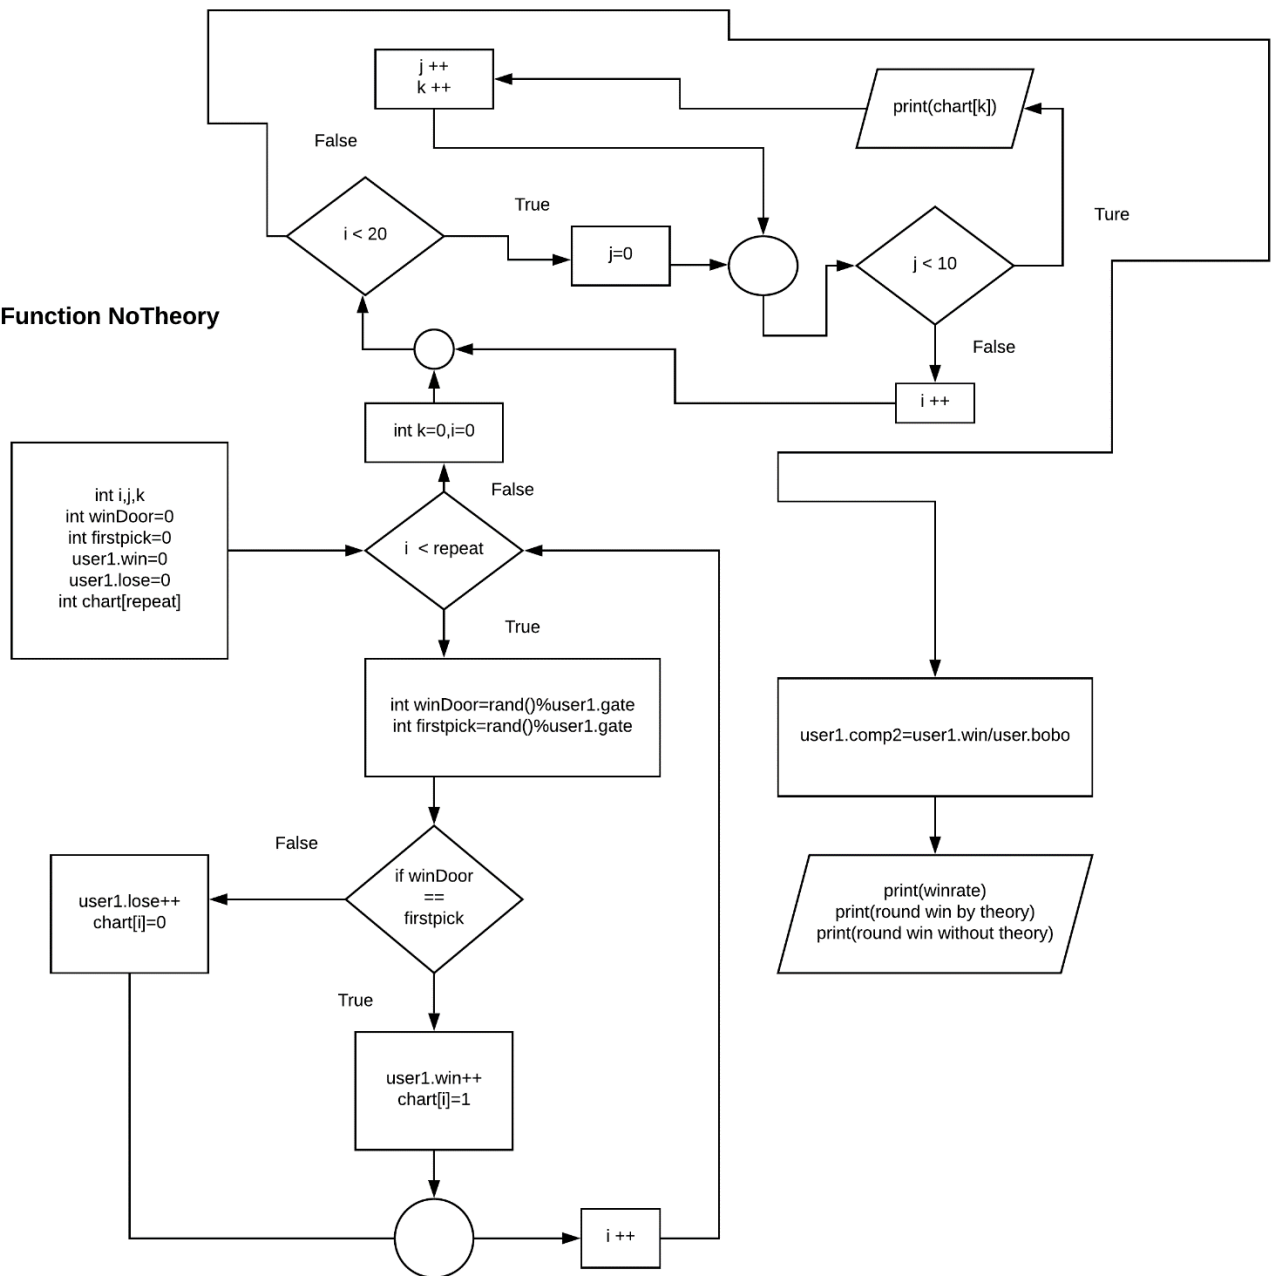 j ++
k ++
print(chart[k])
False
True
Ture
i < 20
j=0
j < 10
Function NoTheory
False
i ++
int k=0,i=0
False
int i,j,k
int winDoor=0
int firstpick=0
user1.win=0
user1.lose=0
int chart[repeat]
i  < repeat
True
int winDoor=rand()%user1.gate
int firstpick=rand()%user1.gate
user1.comp2=user1.win/user.bobo
False
if winDoor
==
firstpick
user1.lose++
chart[i]=0
print(winrate)
print(round win by theory)
print(round win without theory)
True
user1.win++
chart[i]=1
i ++